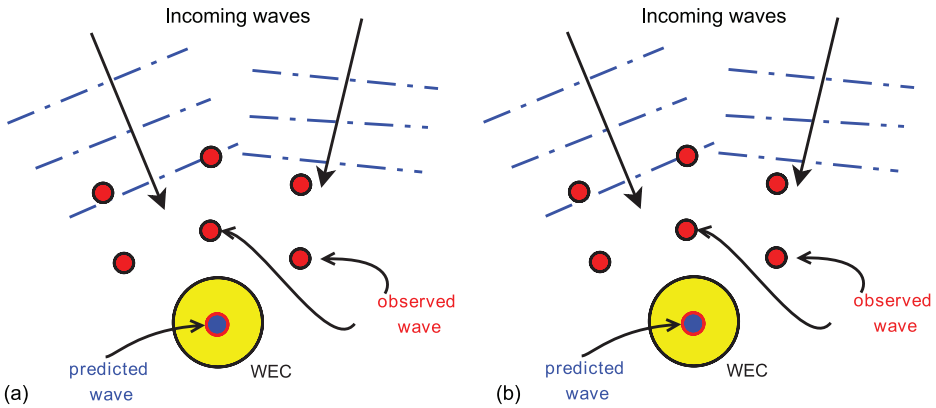 Incoming waves
observed
wave
WEC
predicted
wave
(a)
Incoming waves
observed
wave
WEC
predicted
wave
(b)